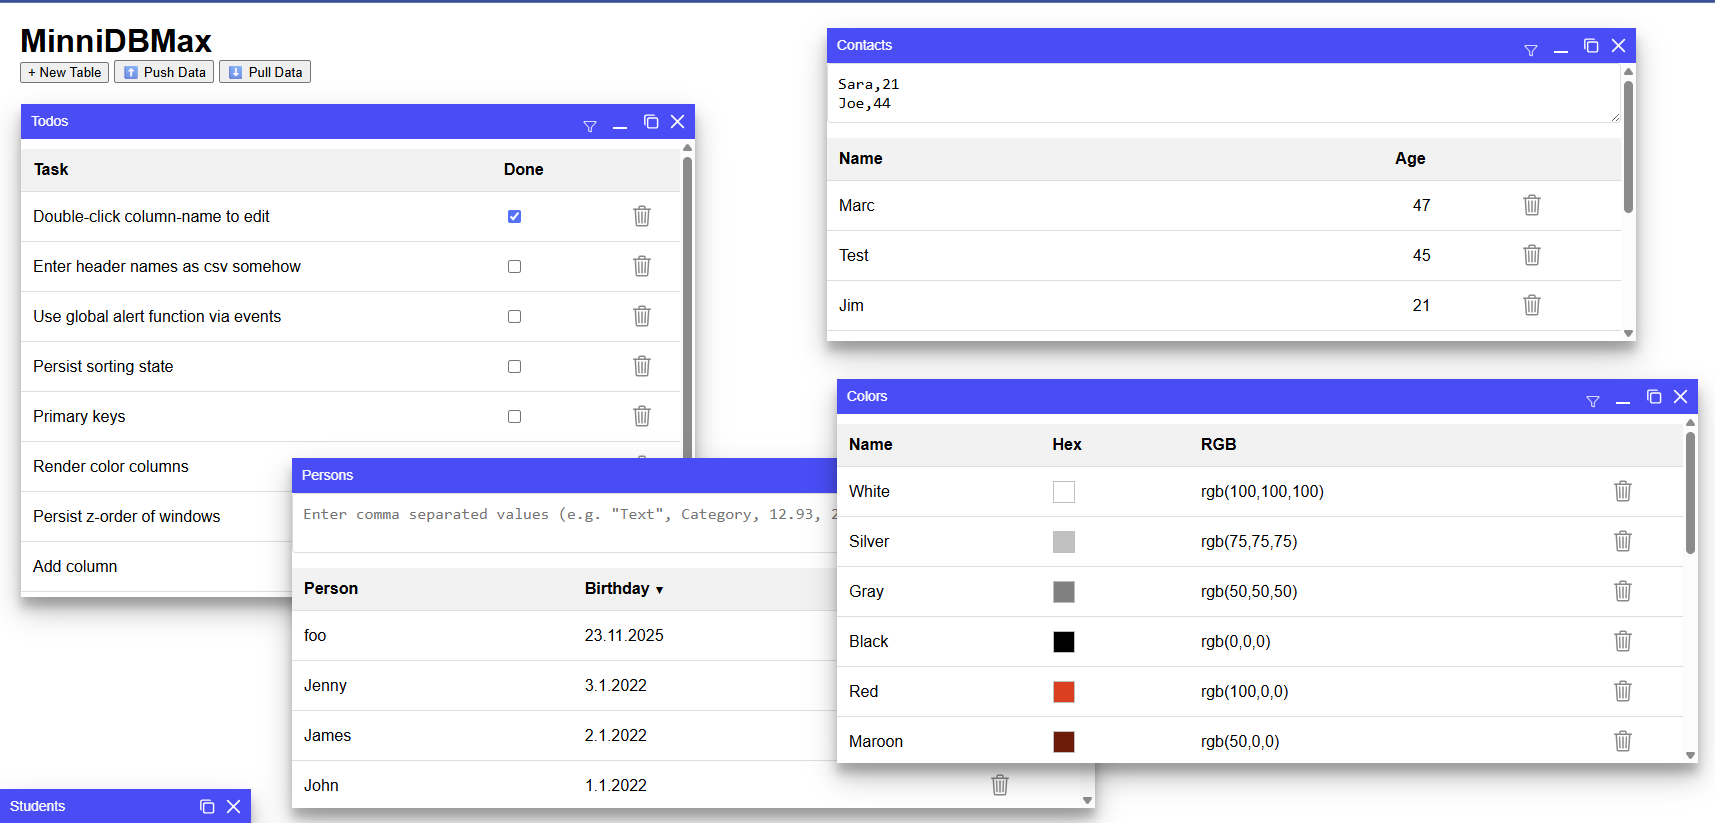 MinniDBMax
+ New Table
Push Data
Pull Data
Todos
Task Done
Double-click column-name to edit
Enter header names as csv somehow
Use global alert function via events
Persist sorting state
Primary keys
Render color columns
Persist z-order of windows
Add column
Persons
Enter comma separated values (e.g. "Text", Category, 12.93, 2
Person Birthday ▼
foo 23.11.2025
Jenny 3.1.2022
James 2.1.2022
John 1.1.2022
Students
Contacts
Sara,21
Joe,44
Name Age
Marc 47
Test 45
Jim 21
Colors
Name Hex RGB
White rgb(100,100,100)
Silver rgb(75,75,75)
Gray rgb(50,50,50)
Black rgb(0,0,0)
Red rgb(100,0,0)
Maroon rgb(50,0,0)